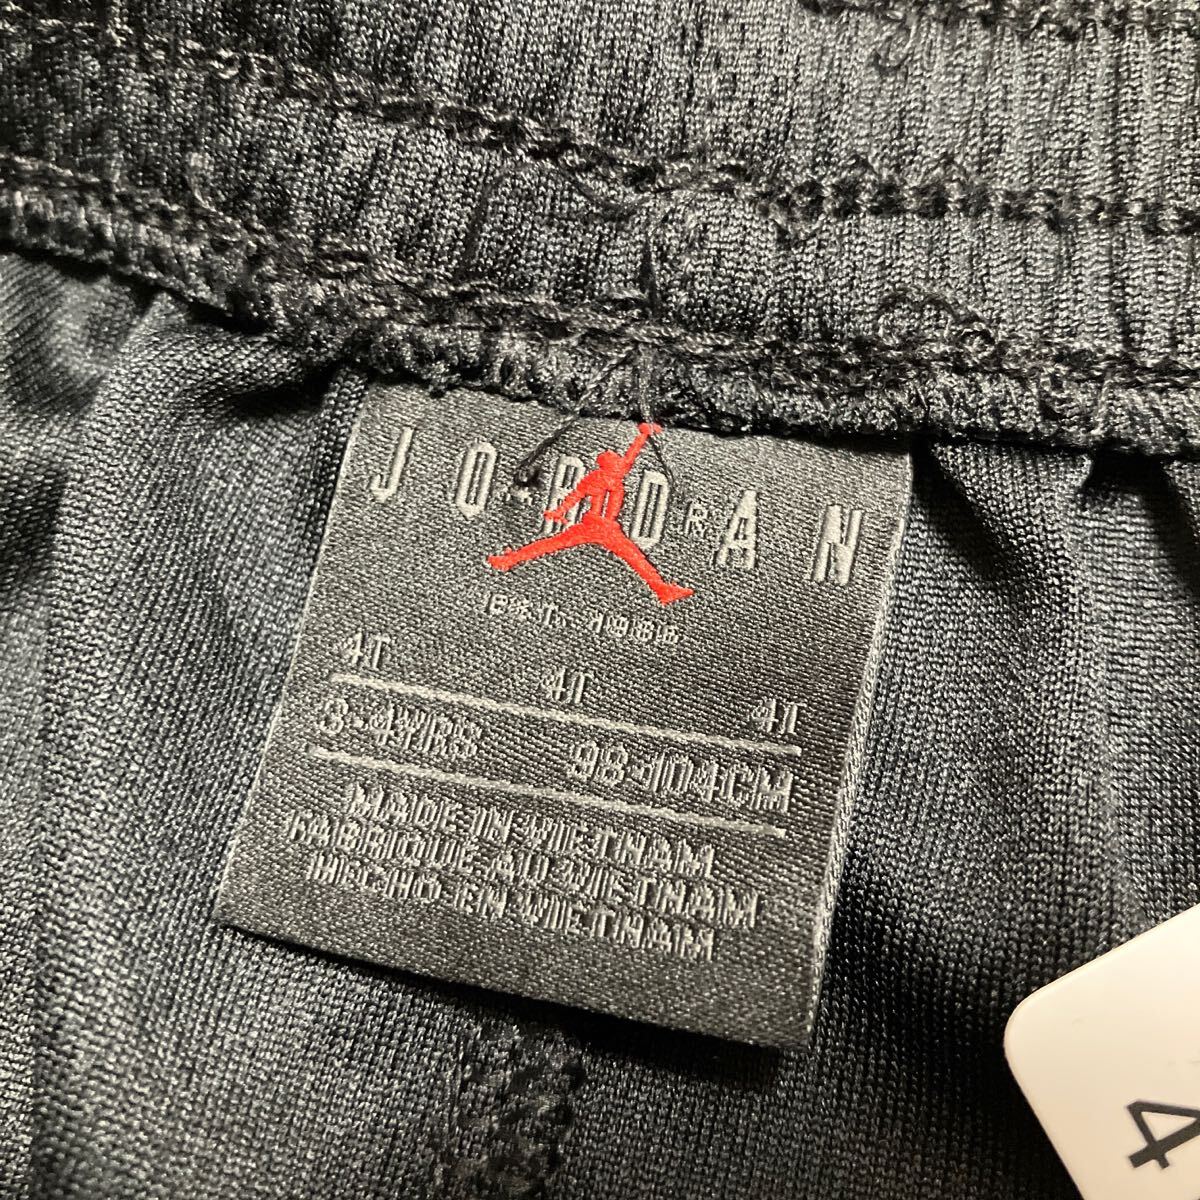 JORDAN
R
EST. 1985
4T 4T 4T
3-4YRS 98-104CM
MADE IN VIETNAM
FABRIQUE AU VIETNAM
HECHO EN VIETNAM
4